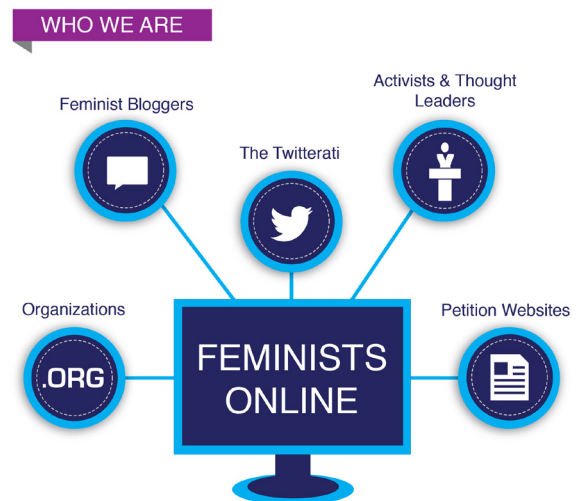 WHO WE ARE
Activists & Thought
Leaders
Feminist Bloggers
The Twitterati
Organizations
Petition Websites
.ORG
FEMINISTS
ONLINE